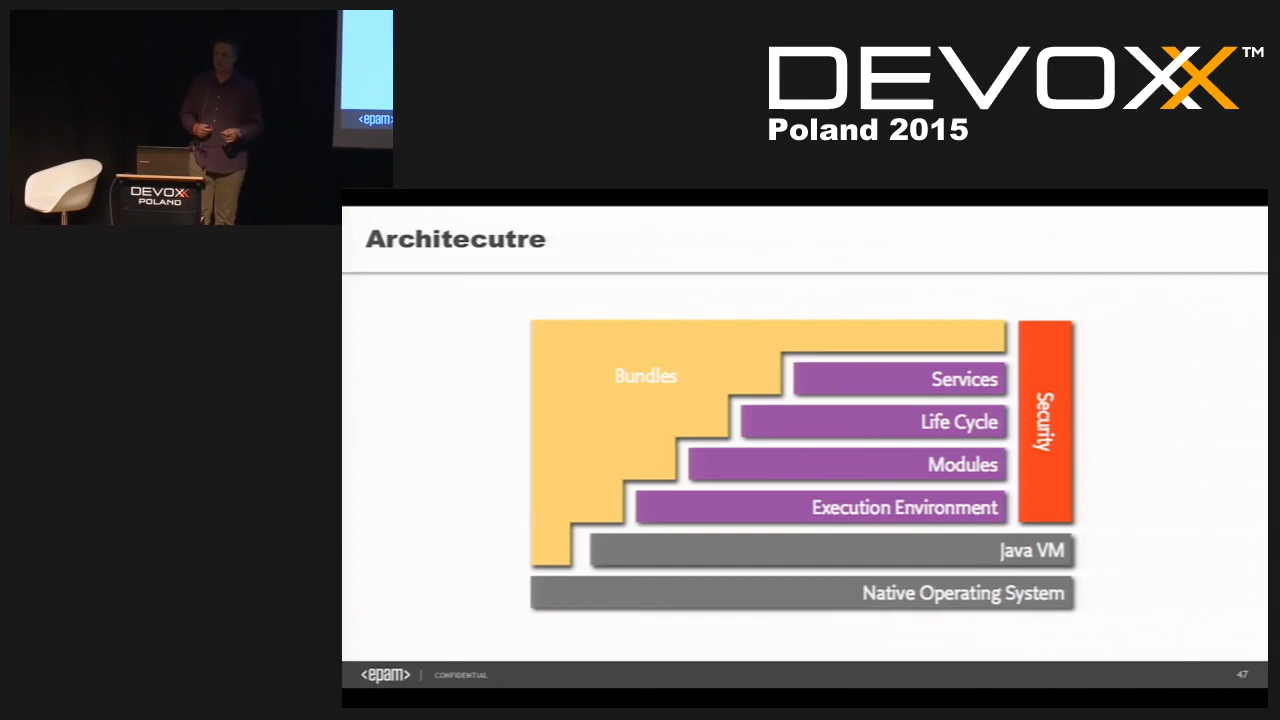 <epam>
DEVOXX
POLAND
DEVOXX™
Poland 2015
Architecutre
Bundles
Services
Life Cycle
Modules
Execution Environment
Security
Java VM
Native Operating System
<epam> | CONFIDENTIAL
47